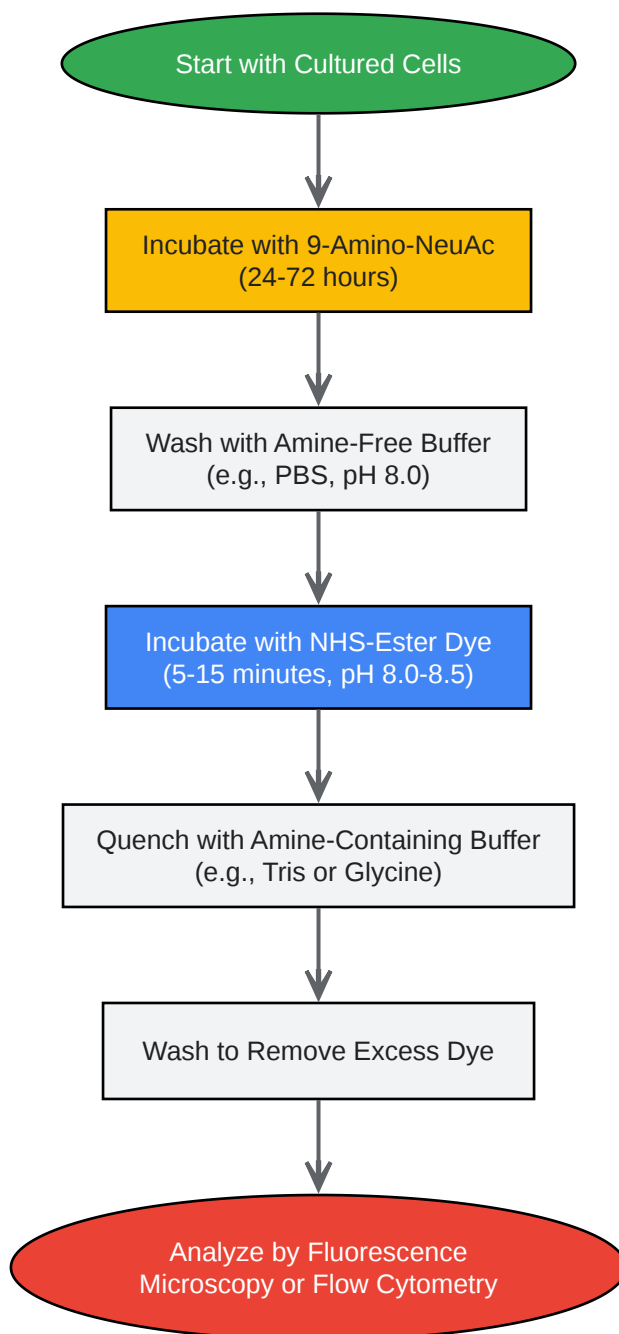 Start with Cultured Cells
Incubate with 9-Amino-NeuAc
(24-72 hours)
Wash with Amine-Free Buffer
(e.g., PBS, pH 8.0)
Incubate with NHS-Ester Dye
(5-15 minutes, pH 8.0-8.5)
Quench with Amine-Containing Buffer
(e.g., Tris or Glycine)
Wash to Remove Excess Dye
Analyze by Fluorescence
Microscopy or Flow Cytometry